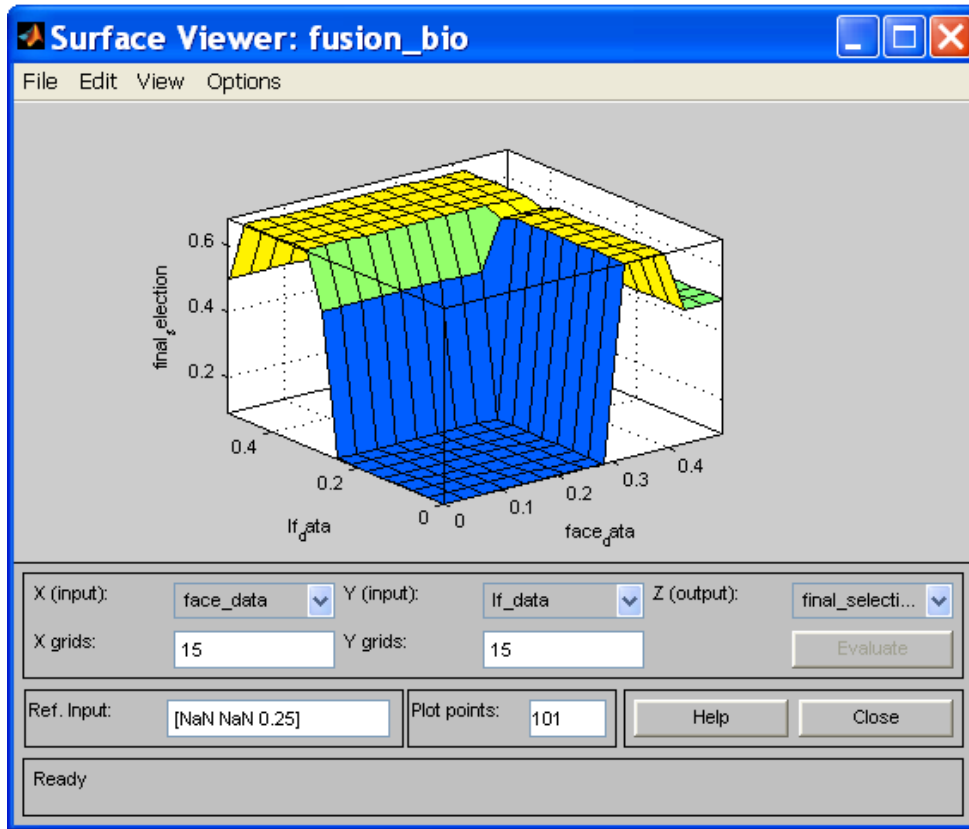 Surface Viewer: fusion_bio
File Edit View Options
0.6
0.4
0.2
final_selection
0.4
0.2
0
lf_data
0
0.1
0.2
0.3
0.4
face_data
X (input): face_data Y (input): lf_data Z (output): final_selecti...
X grids: 15 Y grids: 15 Evaluate
Ref. Input: [NaN NaN 0.25] Plot points: 101 Help Close
Ready